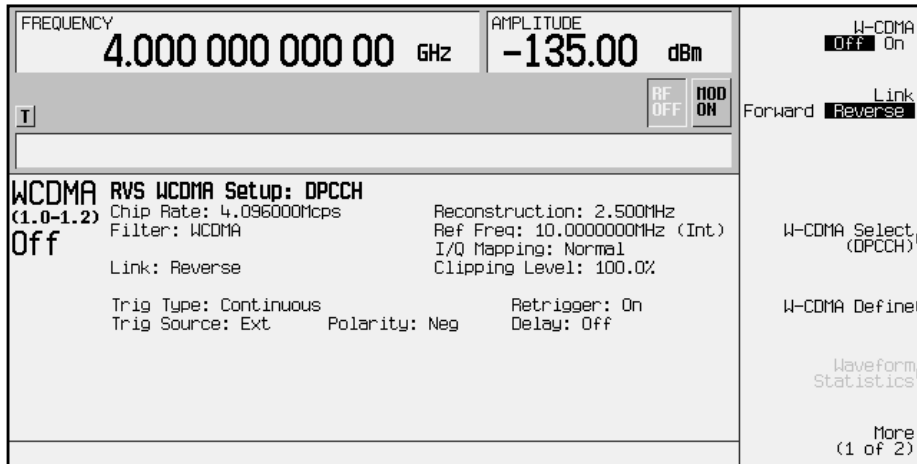 FREQUENCY
4.000 000 000 00 GHz
AMPLITUDE
-135.00 dBm
RF OFF
MOD ON
T
WCDMA
(1.0-1.2)
Off
RVS WCDMA Setup: DPCCH
Chip Rate: 4.096000Mcps
Reconstruction: 2.500MHz
Filter: WCDMA
Ref Freq: 10.0000000MHz (Int)
I/Q Mapping: Normal
Link: Reverse
Clipping Level: 100.0%
Trig Type: Continuous
Retrigger: On
Trig Source: Ext
Polarity: Neg
Delay: Off
W-CDMA
Off On
Link
Forward Reverse
W-CDMA Select
(DPCCH)
W-CDMA Define
Waveform
Statistics
More
(1 of 2)